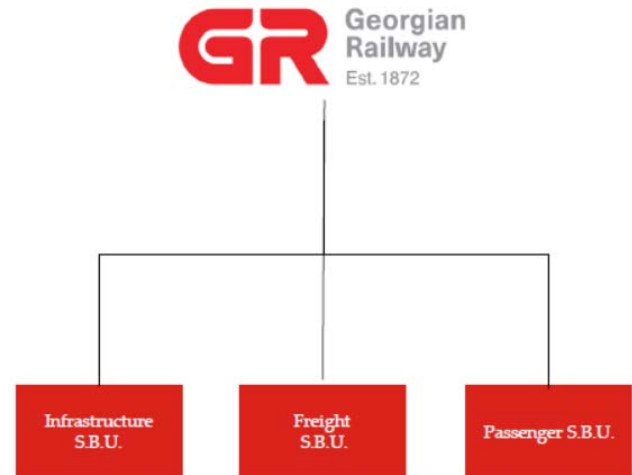 GR
Georgian
Railway
Est. 1872
Infrastructure
S.B.U.
Freight
S.B.U.
Passenger S.B.U.